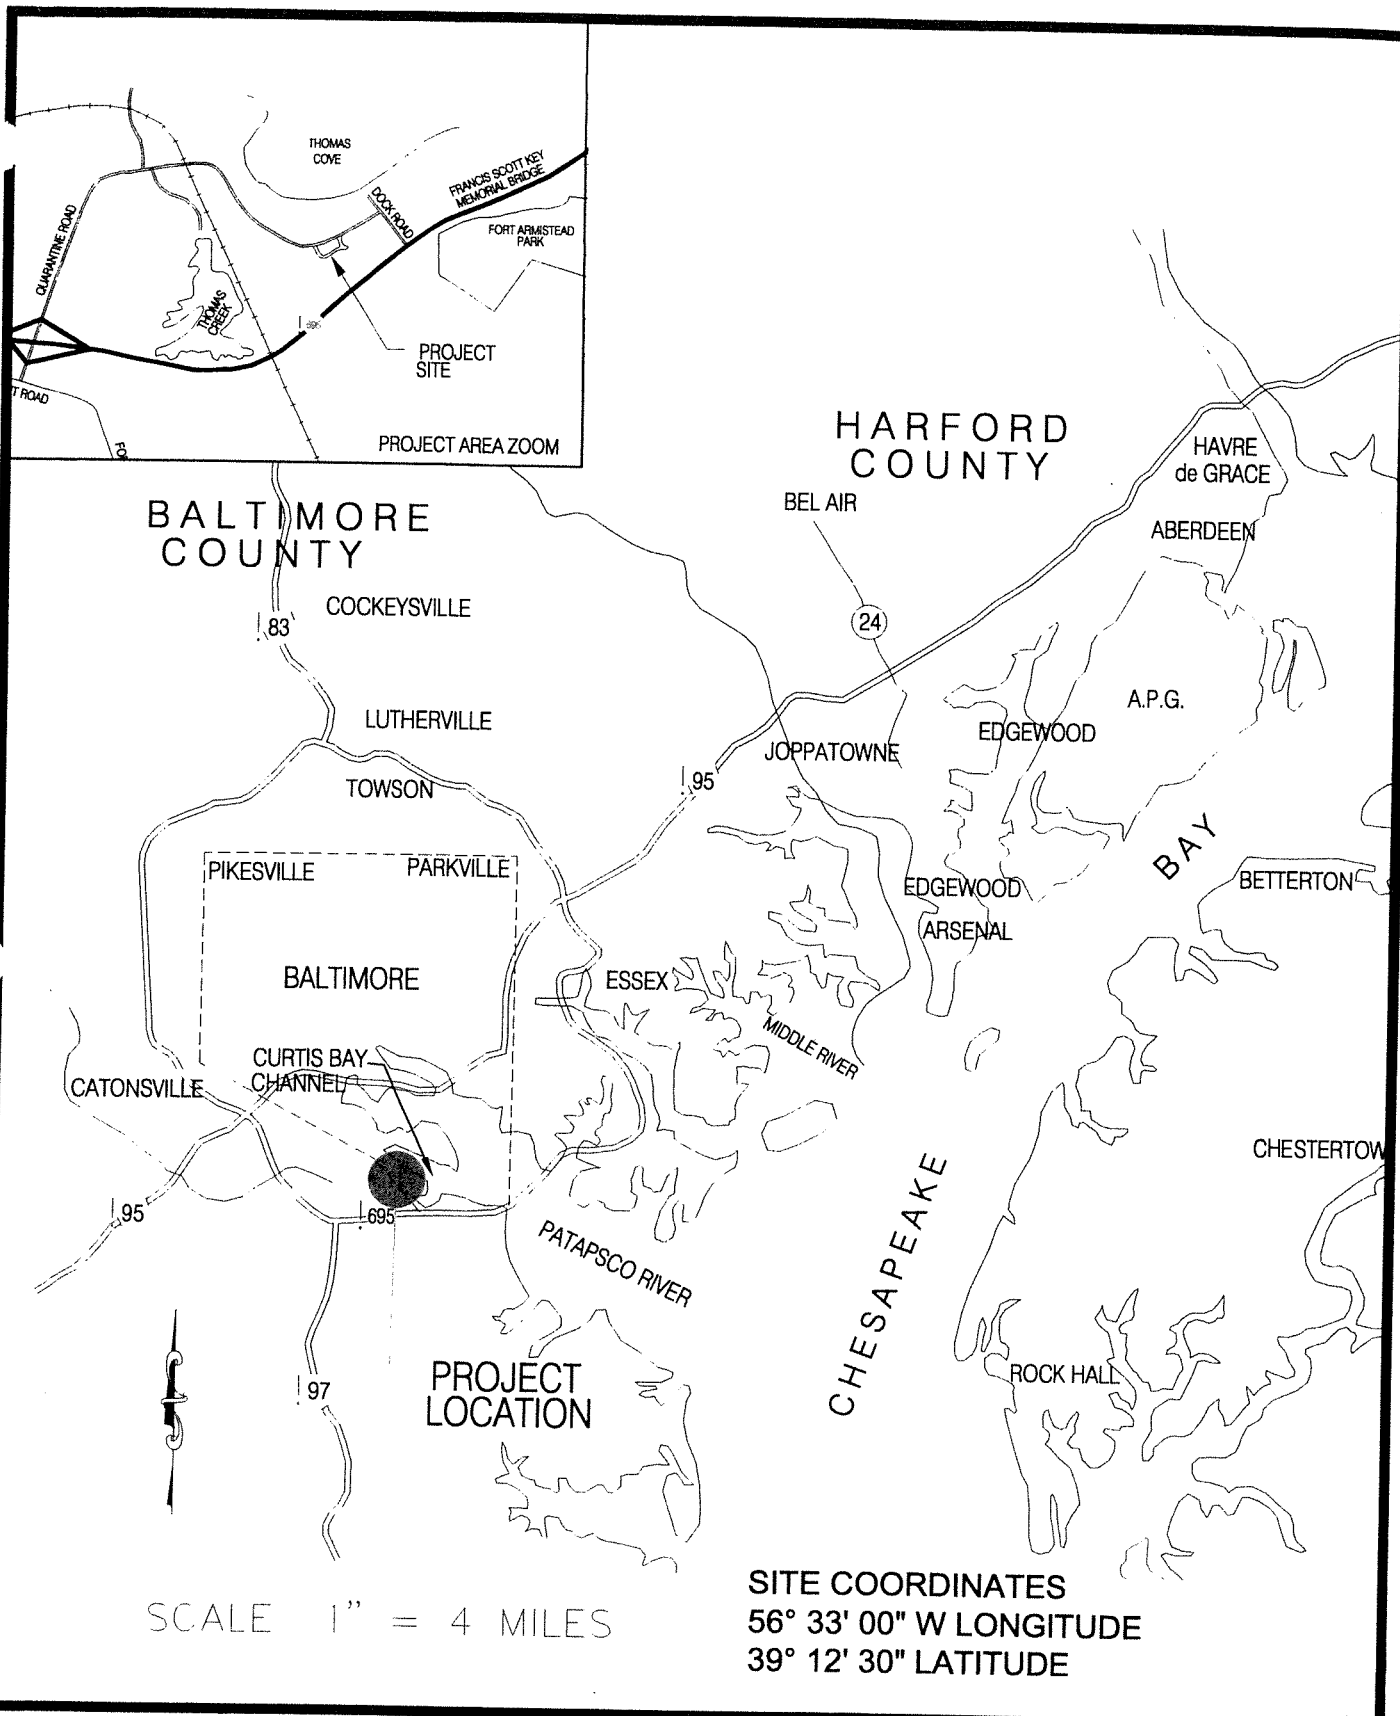 THOMAS
COVE
FRANCIS SCOTT KEY
MEMORIAL BRIDGE
DOCK ROAD
FORT ARMISTEAD
PARK
QUARANTINE ROAD
THOMAS
CREEK
PROJECT
SITE
T ROAD
PROJECT AREA ZOOM
HARFORD
COUNTY
HAVRE
de GRACE
BEL AIR
BALTIMORE
COUNTY
ABERDEEN
COCKEYSVILLE
83
24
A.P.G.
LUTHERVILLE
EDGEWOOD
JOPPATOWNE
95
TOWSON
BAY
PIKESVILLE
PARKVILLE
BETTERTON
EDGEWOOD
ARSENAL
BALTIMORE
ESSEX
MIDDLE RIVER
CURTIS BAY
CHANNEL
CATONSVILLE
CHESTERTOW
CHESAPEAKE
95
695
PATAPSCO RIVER
PROJECT
LOCATION
97
ROCK HALL
SITE COORDINATES
56° 33' 00" W LONGITUDE
39° 12' 30" LATITUDE
SCALE 1" = 4 MILES